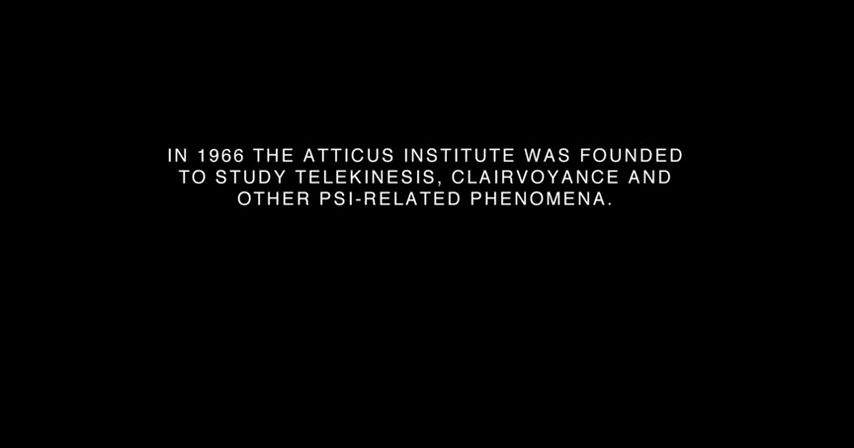 IN 1966 THE ATTICUS INSTITUTE WAS FOUNDED
TO STUDY TELEKINESIS, CLAIRVOYANCE AND
OTHER PSI-RELATED PHENOMENA.